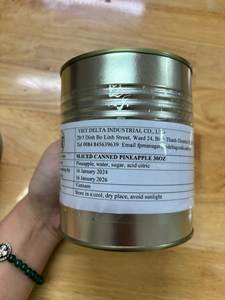 VIET DELTA INDUSTRIAL CO., LTD
Dinh Bo Linh Street, Ward 24,
Tel 0084 845639639 Email
SLICED CANNED PINEAPPLE 30OZ
Pineapple, water, sugar, acid citric
16 January 2024
16 January 2026
Vietnam
Store in a cool, dry place, avoid sunlight